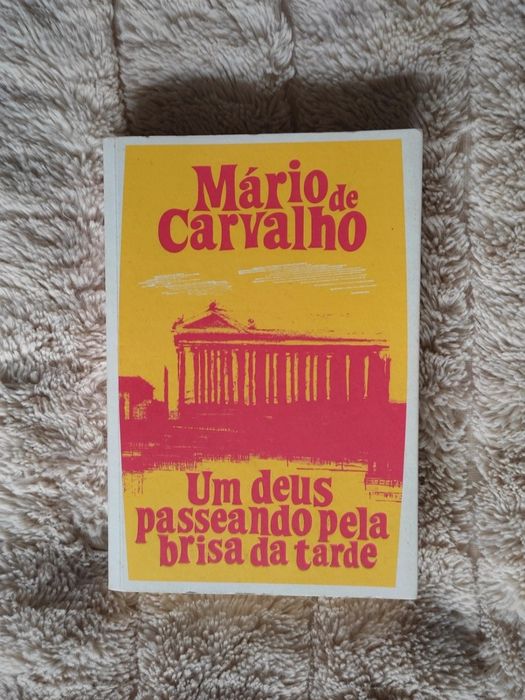 Mário de
Carvalho
Um deus
passeando pela
brisa da tarde